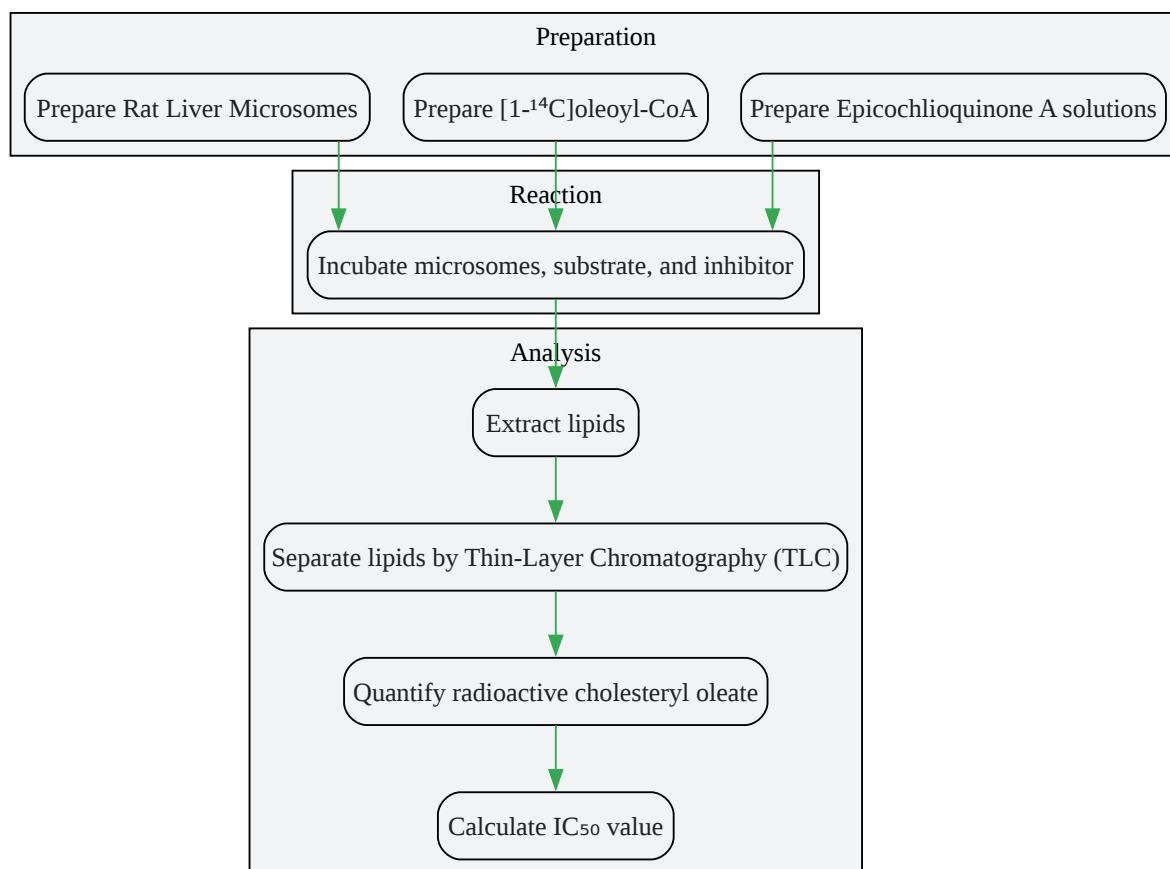 Preparation
Prepare Rat Liver Microsomes
Prepare [1-¹⁴C]oleoyl-CoA
Prepare Epicochlioquinone A solutions
Reaction
Incubate microsomes, substrate, and inhibitor
Analysis
Extract lipids
Separate lipids by Thin-Layer Chromatography (TLC)
Quantify radioactive cholesteryl oleate
Calculate IC₅₀ value